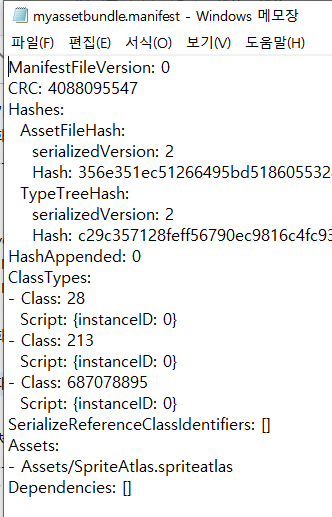 myassetbundle.manifest - Windows 메모장
파일(F) 편집(E) 서식(O) 보기(V) 도움말(H)
ManifestFileVersion: 0
CRC: 4088095547
Hashes:
  AssetFileHash:
    serializedVersion: 2
    Hash: 356e351ec51266495bd518605532
  TypeTreeHash:
    serializedVersion: 2
    Hash: c29c357128feff56790ec9816c4fc93
HashAppended: 0
ClassTypes:
- Class: 28
  Script: {instanceID: 0}
- Class: 213
  Script: {instanceID: 0}
- Class: 687078895
  Script: {instanceID: 0}
SerializeReferenceClassIdentifiers: []
Assets:
- Assets/SpriteAtlas.spriteatlas
Dependencies: []